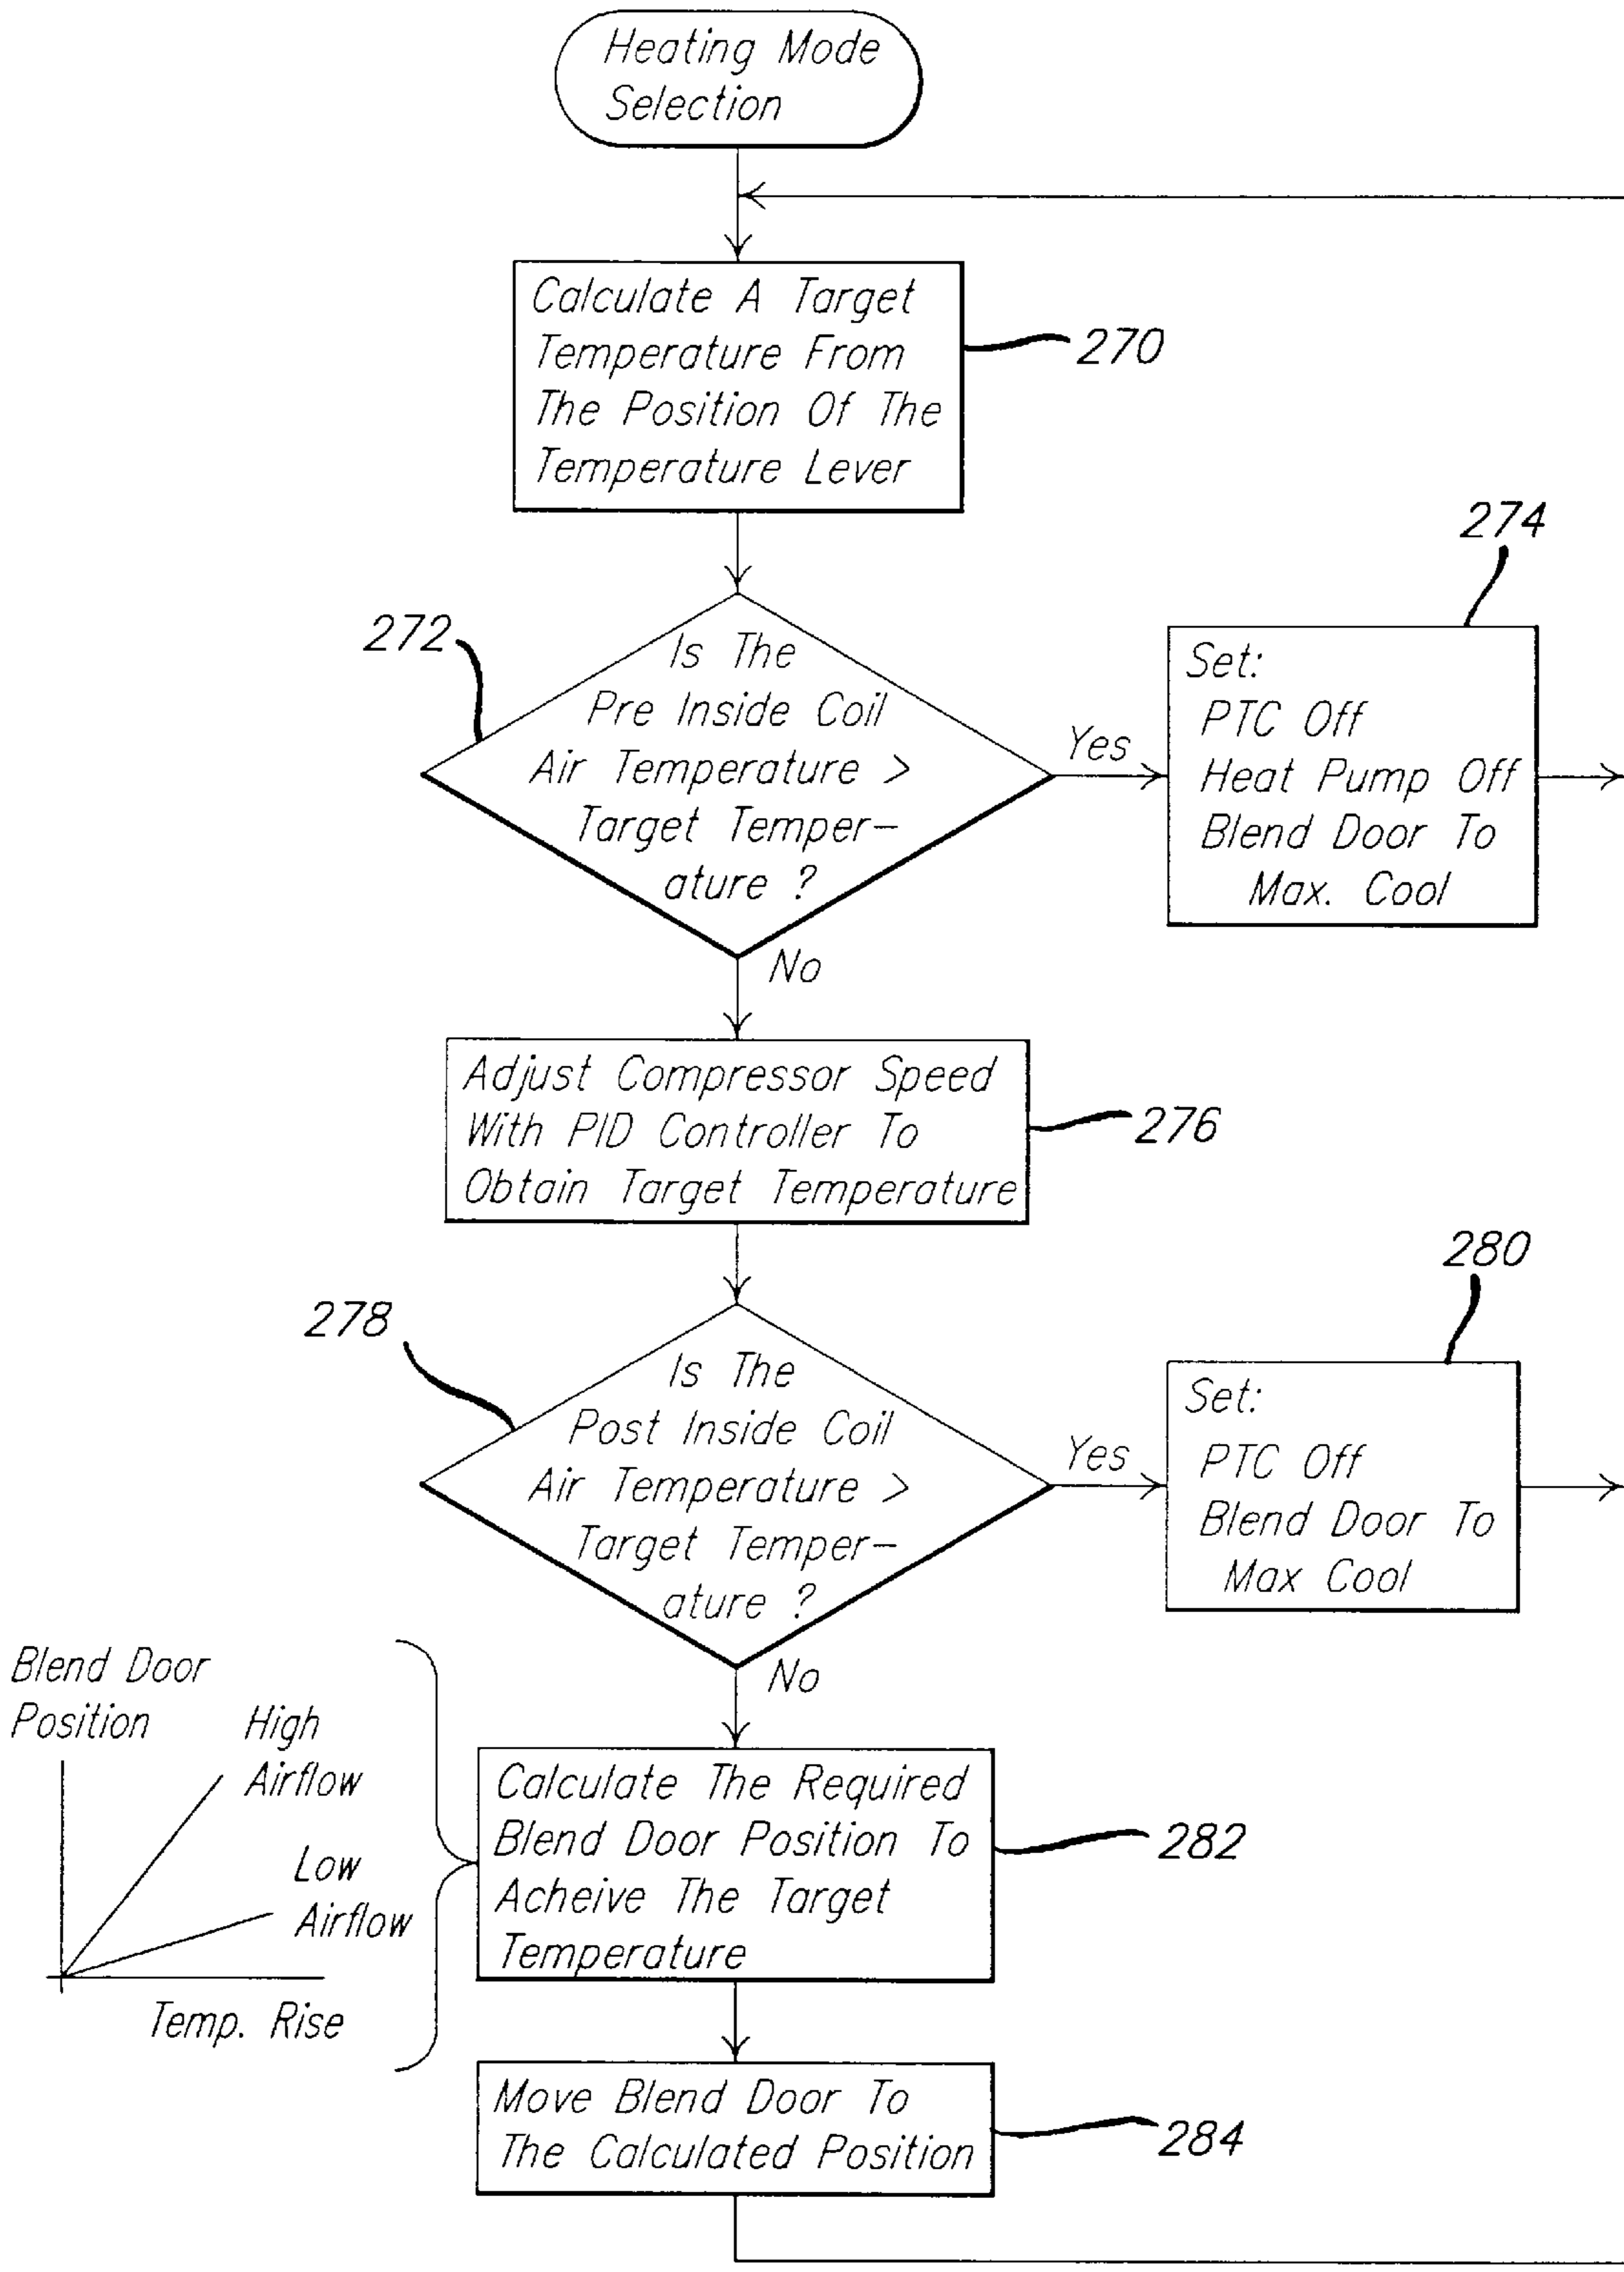 Heating Mode
Selection
Calculate A Target
Temperature From
The Position Of The
Temperature Lever
270
272
Is The
Pre Inside Coil
Air Temperature >
Target Temper-
ature ?
Yes
No
274
Set:
PTC Off
Heat Pump Off
Blend Door To
Max. Cool
Adjust Compressor Speed
With PID Controller To
Obtain Target Temperature
276
278
Is The
Post Inside Coil
Air Temperature >
Target Temper-
ature ?
Yes
No
280
Set:
PTC Off
Blend Door To
Max Cool
Blend Door
Position
High
Airflow
Low
Airflow
Temp. Rise
Calculate The Required
Blend Door Position To
Acheive The Target
Temperature
282
Move Blend Door To
The Calculated Position
284